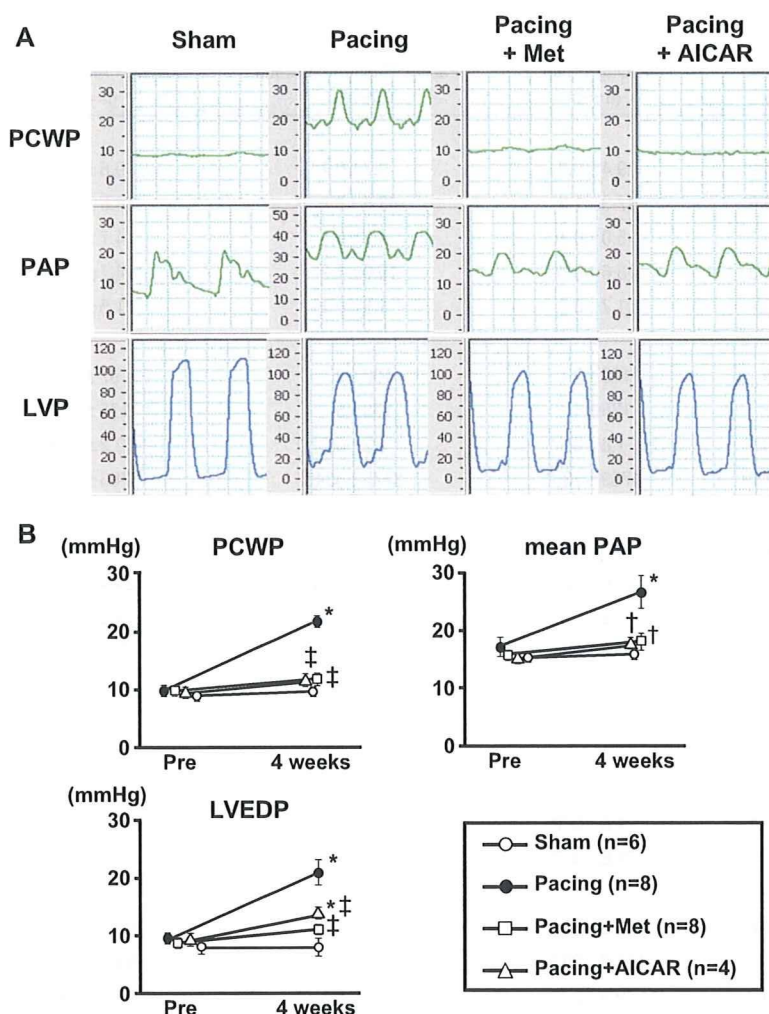 A
Sham
Pacing
Pacing + Met
Pacing + AICAR
PCWP
30 20 10 0
30 20 10 0
30 20 10 0
30 20 10 0
PAP
30 20 10 0
50 40 30 20 10 0
30 20 10 0
30 20 10 0
LVP
120 100 80 60 40 20 0
120 100 80 60 40 20 0
120 100 80 60 40 20 0
120 100 80 60 40 20 0
B
(mmHg)
PCWP
30
20
10
0
*
‡
‡
Pre
4 weeks
(mmHg)
mean PAP
30
20
10
0
*
†
†
Pre
4 weeks
(mmHg)
LVEDP
30
20
10
0
*
*‡
‡
Pre
4 weeks
Sham (n=6)
Pacing (n=8)
Pacing+Met (n=8)
Pacing+AICAR (n=4)